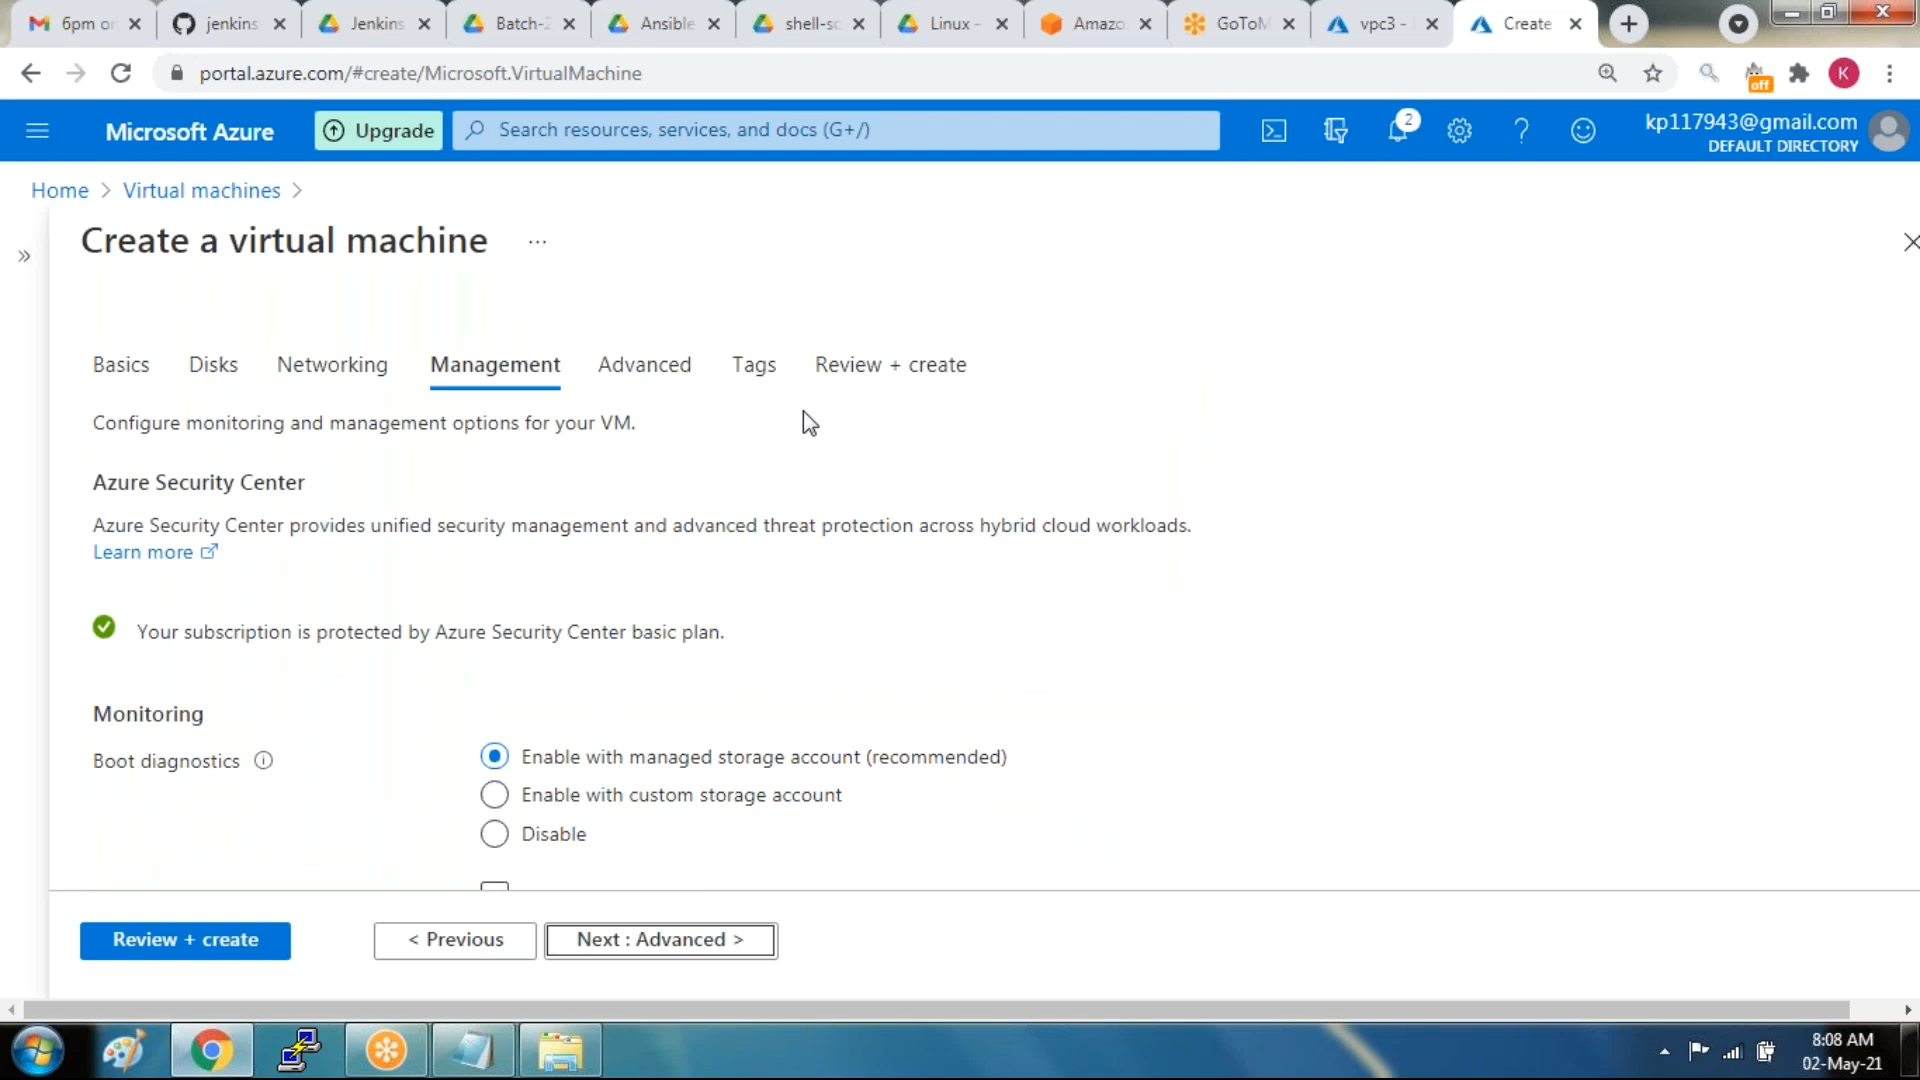 6pm on
jenkins
Jenkins
Batch-2
Ansible
shell-sc
Linux -
Amazo
GoToM
vpc3 -
Create
portal.azure.com/#create/Microsoft.VirtualMachine
off
K
Microsoft Azure
Upgrade
Search resources, services, and docs (G+/)
2
kp117943@gmail.com
DEFAULT DIRECTORY
Home > Virtual machines >
Create a virtual machine ...
Basics Disks Networking Management Advanced Tags Review + create
Configure monitoring and management options for your VM.
Azure Security Center
Azure Security Center provides unified security management and advanced threat protection across hybrid cloud workloads.
Learn more
Your subscription is protected by Azure Security Center basic plan.
Monitoring
Boot diagnostics
Enable with managed storage account (recommended)
Enable with custom storage account
Disable
Review + create
< Previous
Next : Advanced >
8:08 AM
02-May-21